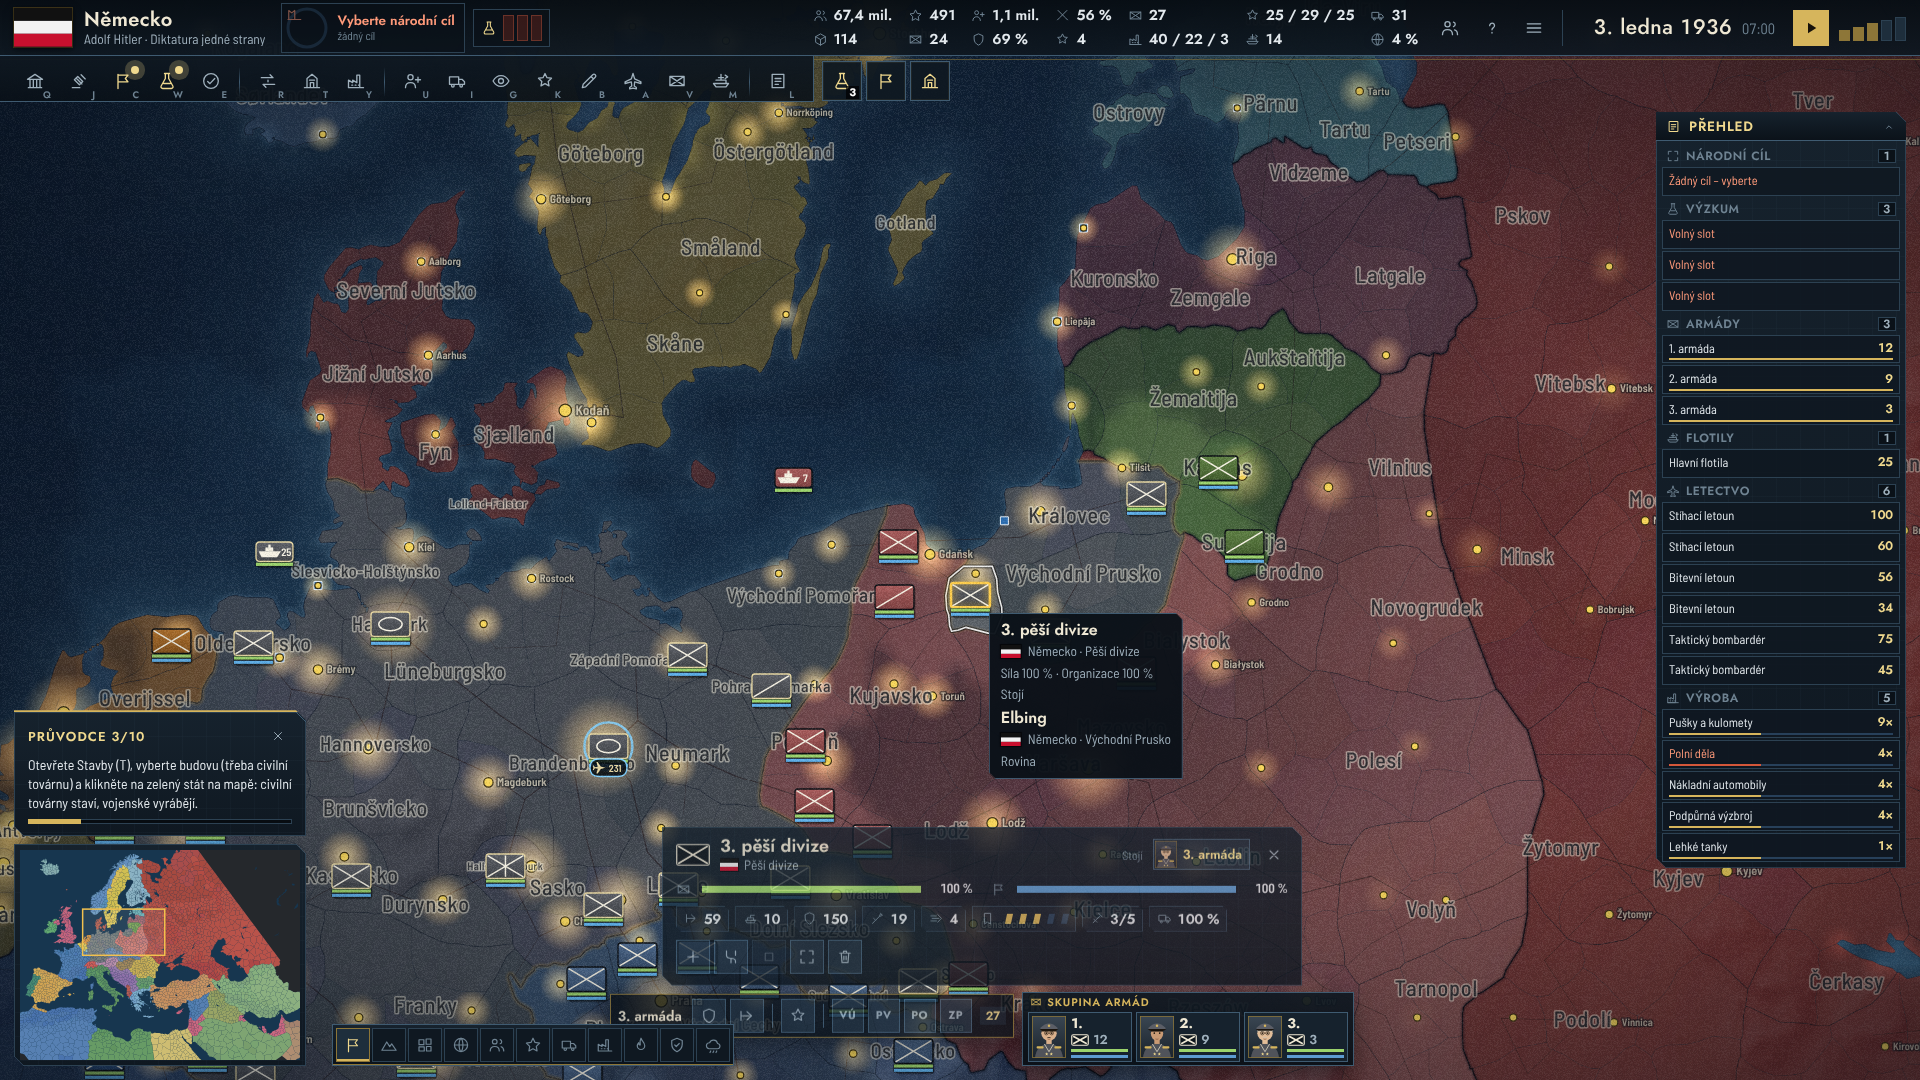 Německo
Adolf Hitler · Diktatura jedné strany
Vyberte národní cíl
žádný cíl
67,4 mil.
491
1,1 mil.
56 %
27
25 / 29 / 25
31
114
24
69 %
4
40 / 22 / 3
14
4 %
?
3. ledna 1936
07:00
Q
J
C
W
E
R
T
Y
U
I
G
K
B
A
V
M
L
3
PŘEHLED
NÁRODNÍ CÍL
1
Žádný cíl – vyberte
VÝZKUM
3
Volný slot
Volný slot
Volný slot
ARMÁDY
3
1. armáda
12
2. armáda
9
3. armáda
3
FLOTILY
1
Hlavní flotila
25
LETECTVO
6
Stíhací letoun
100
Stíhací letoun
60
Bitevní letoun
56
Bitevní letoun
34
Taktický bombardér
75
Taktický bombardér
45
VÝROBA
5
Pušky a kulomety
9×
Polní děla
4×
Nákladní automobily
4×
Podpůrná výzbroj
4×
Lehké tanky
1×
Norrköping
Göteborg
Östergötland
Göteborg
Småland
Gotland
Skåne
Ostrovy
Pärnu
Tartu
Tartu
Petseri
Vidzeme
Tver
Pskov
Riga
Kuronsko
Zemgale
Latgale
Liepāja
Aukštaitija
Žemaitija
Vitebsk
Vitebsk
Aalborg
Severní Jutsko
Aarhus
Jižní Jutsko
Kodaň
Sjælland
Fyn
Lolland-Falster
7
Tilsit
Vilnius
Královec
Minsk
Kiel
25
Šlesvicko-Holštýnsko
Rostock
Gdaňsk
Východní Prusko
Grodno
Grodno
Novogrudek
Bobrujsk
Východní Pomořan
Brémy
Lüneburgsko
Overijssel
Kujavsko
Toruň
Białystok
Hannoversko
Neumark
231
Magdeburk
Brunšvicko
Polesí
Lodž
Lodž
Žytomyr
Kyjev
Kyjev
Žytomyr
Volyň
Sasko
Durynsko
Franky
Tarnopol
Podolí
Vinnica
Čerkasy
3. pěší divize
Německo · Pěší divize
Síla 100 % · Organizace 100 %
Stojí
Elbing
Německo · Východní Prusko
Rovina
PRŮVODCE 3/10
Otevřete Stavby (T), vyberte budovu (třeba civilní
továrnu) a klikněte na zelený stát na mapě: civilní
továrny staví, vojenské vyrábějí.
3. pěší divize
Pěší divize
Stojí
3. armáda
100 %
100 %
59
10
150
19
4
3/5
100 %
3. armáda
VÚ
PV
PO
ZP
27
SKUPINA ARMÁD
1.
12
2.
9
3.
3